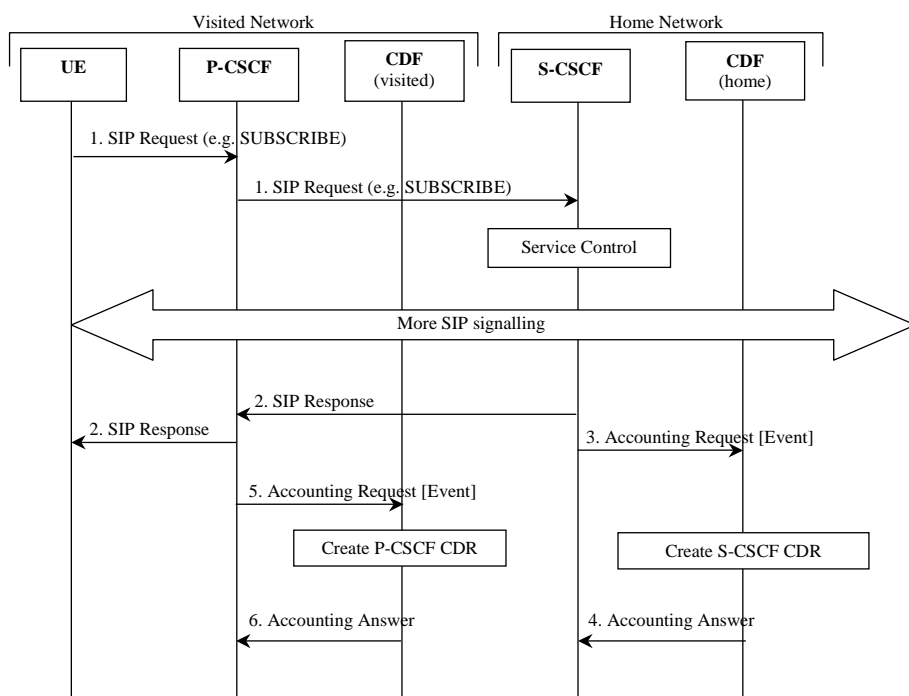 Visited Network
Home Network
UE
P-CSCF
CDF
(visited)
S-CSCF
CDF
(home)
1. SIP Request (e.g. SUBSCRIBE)
1. SIP Request (e.g. SUBSCRIBE)
Service Control
More SIP signalling
2. SIP Response
2. SIP Response
3. Accounting Request [Event]
5. Accounting Request [Event]
Create P-CSCF CDR
Create S-CSCF CDR
6. Accounting Answer
4. Accounting Answer